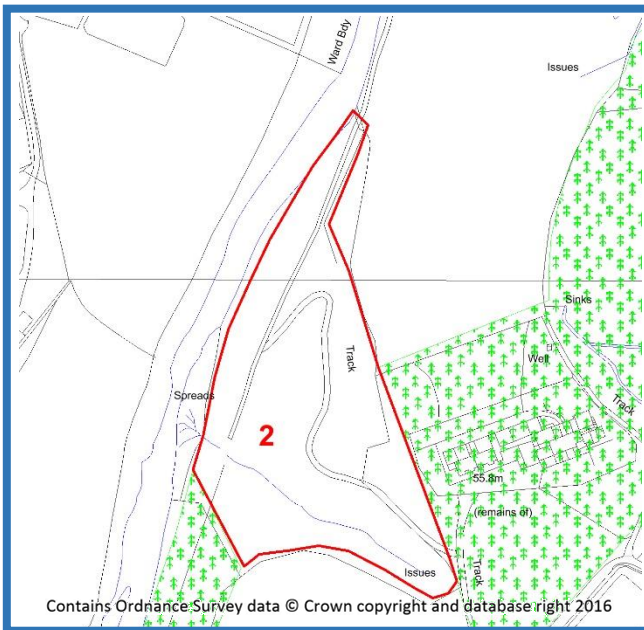 Ward Bdy
Issues
Sinks
Well
Track
Track
Spreads
2
55.8m
(remains of)
Issues
Track
Contains Ordnance Survey data © Crown copyright and database right 2016